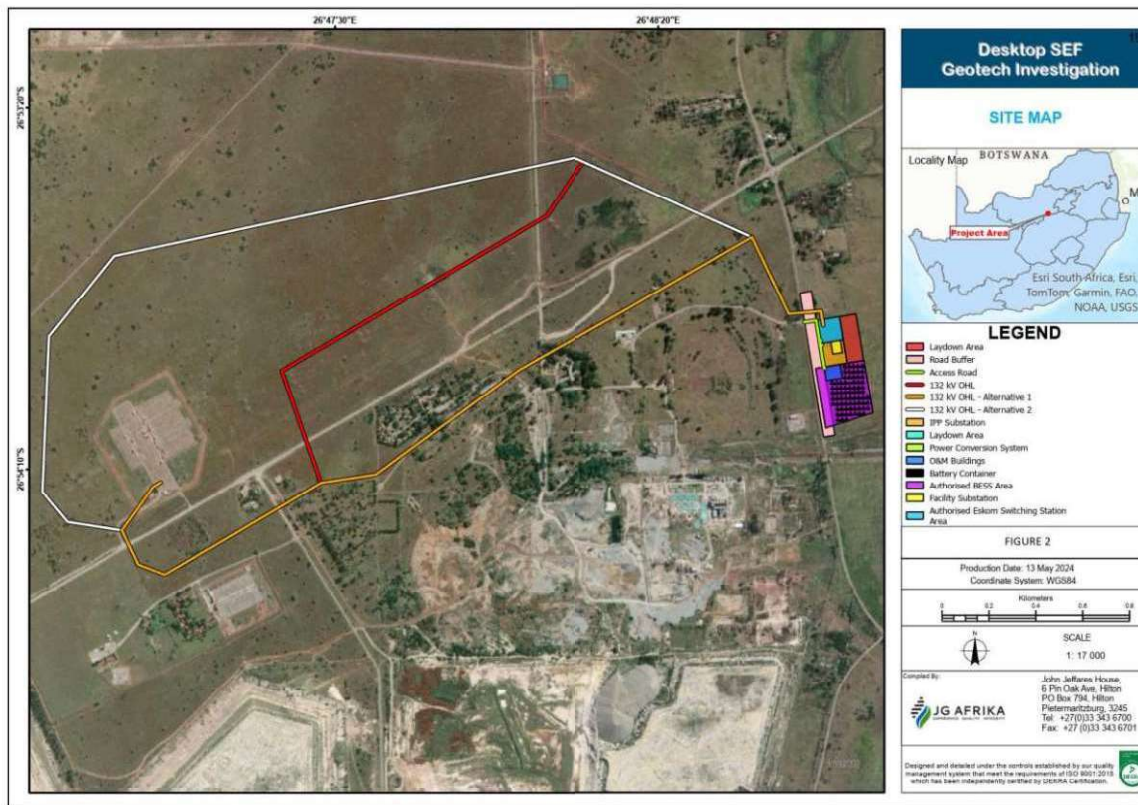 26°47'30"E
26°48'20"E
26°54'10"S
Desktop SEF
Geotech Investigation
SITE MAP
Locality Map
BOTSWANA
Project Area
Esri South Africa, Esri,
TomTom, Garmin, FAO,
NOAA, USGS
LEGEND
Laydown Area
Road Buffer
Access Road
132 kV OHL
132 kV OHL - Alternative 1
132 kV OHL - Alternative 2
IPP Substation
Laydown Area
Power Conversion System
O&M Buildings
Battery Container
Authorised BESS Area
Facility Substation
Authorised Eskom Switching Station
Area
FIGURE 2
Production Date: 13 May 2024
Coordinate System: WGS84
Kilometers
0 0.2 0.4 0.6 0.8
N
SCALE
1: 17 000
Compiled By:
JG AFRIKA
John Jeffares House,
6 Pin Oak Ave, Hilton
PO Box 794, Hilton
Pietermaritzburg, 3245
Tel: +27(0)33 343 6700
Fax: +27 (0)33 343 6701
Designed and detailed under the controls established by our quality
management system that meet the requirements of ISO 9001:2015
which has been independently certified by DEKRA Certification.